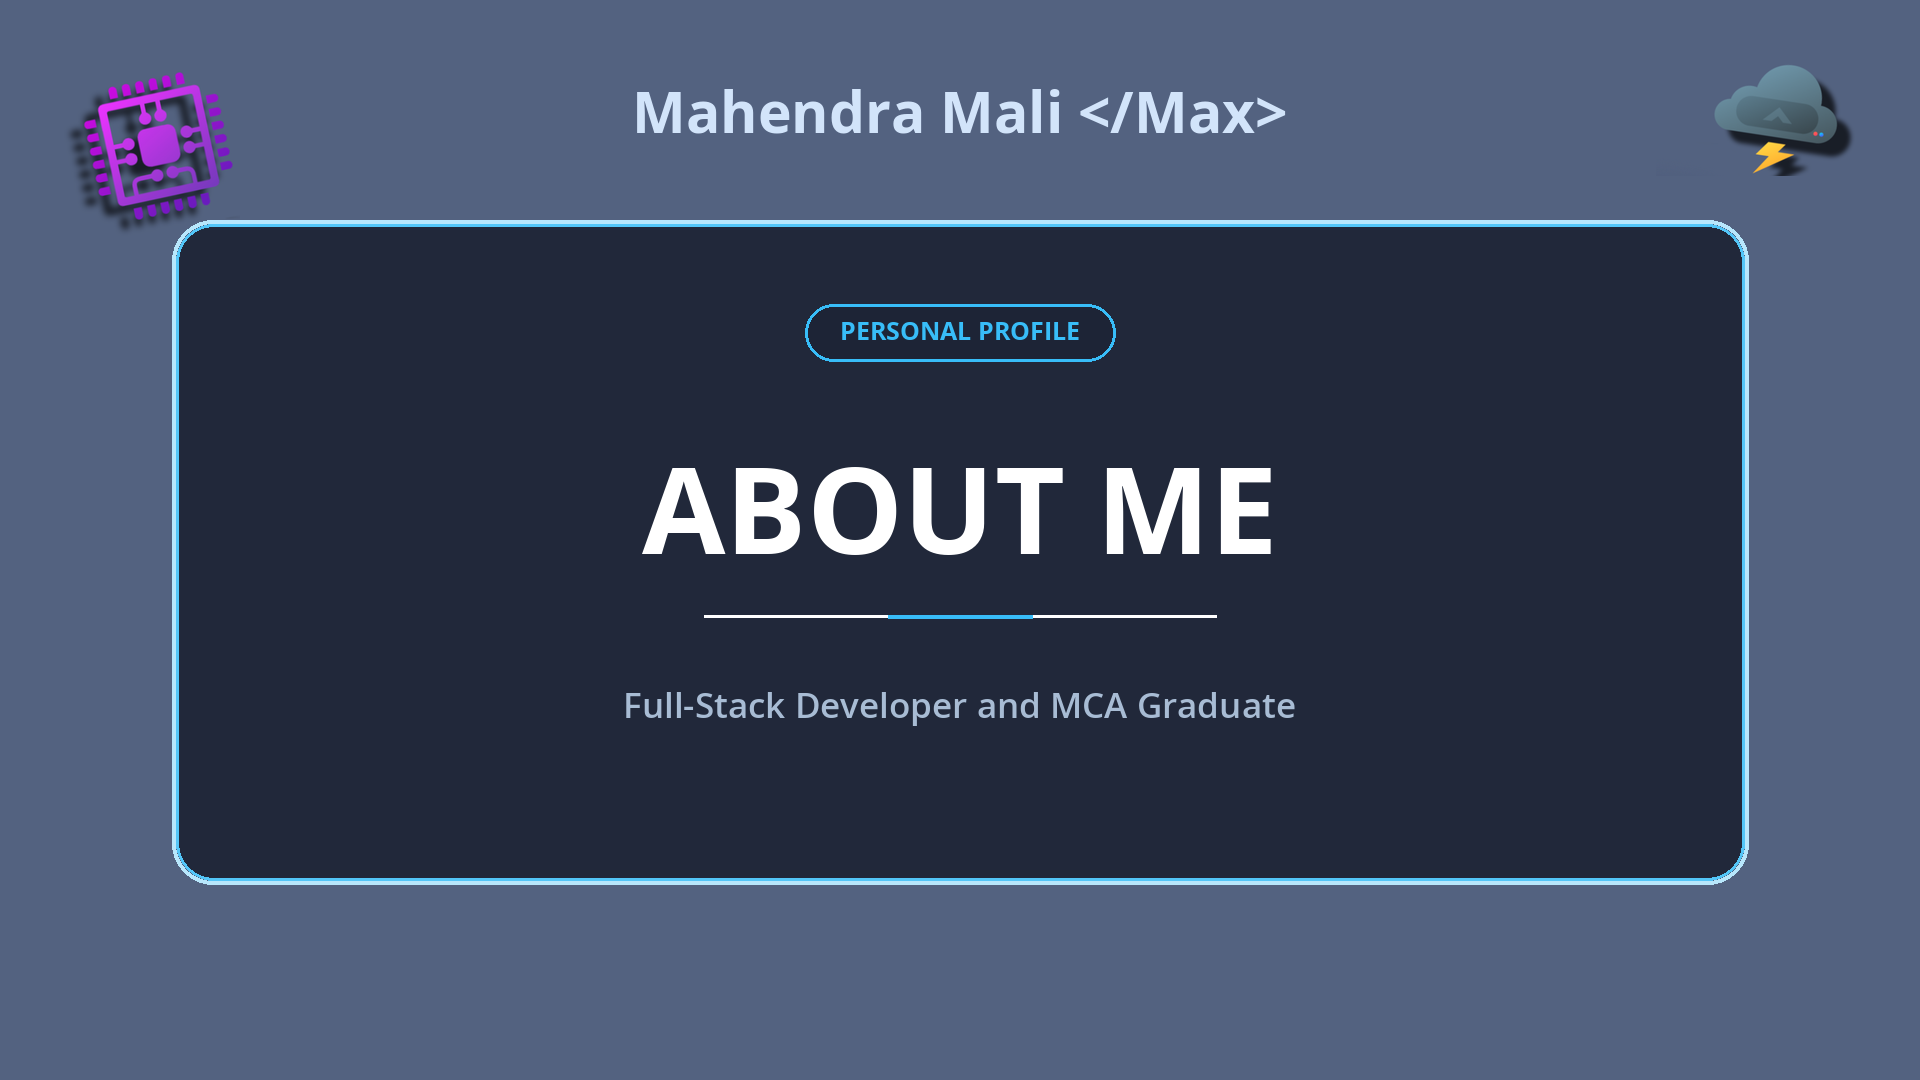 Mahendra Mali </Max>
PERSONAL PROFILE
ABOUT ME
Full-Stack Developer and MCA Graduate